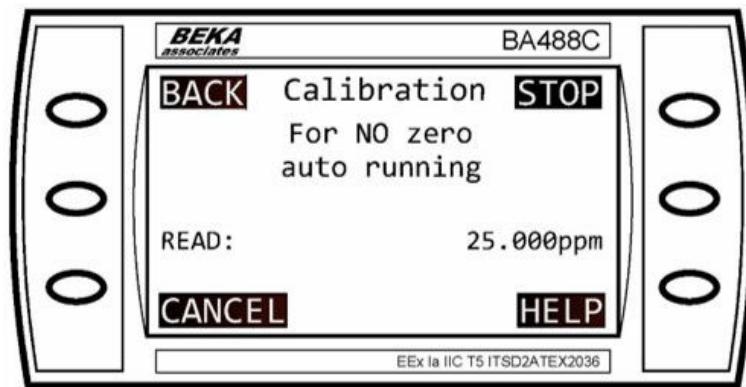 BEKA
associates
BA488C
BACK Calibration STOP
For NO zero
auto running
READ: 25.000ppm
CANCEL HELP
EEx Ia IIC T5 ITSD2ATEX2036